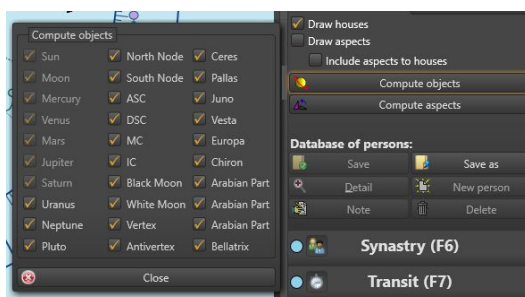 Compute objects
Sun North Node Ceres
Moon South Node Pallas
Mercury ASC Juno
Venus DSC Vesta
Mars MC Europa
Jupiter IC Chiron
Saturn Black Moon Arabian Part
Uranus White Moon Arabian Part
Neptune Vertex Arabian Part
Pluto Antivertex Bellatrix
Close
Draw houses
Draw aspects
Include aspects to houses
Compute objects
Compute aspects
Database of persons:
Save Save as
Detail New person
Note Delete
Synastry (F6)
Transit (F7)